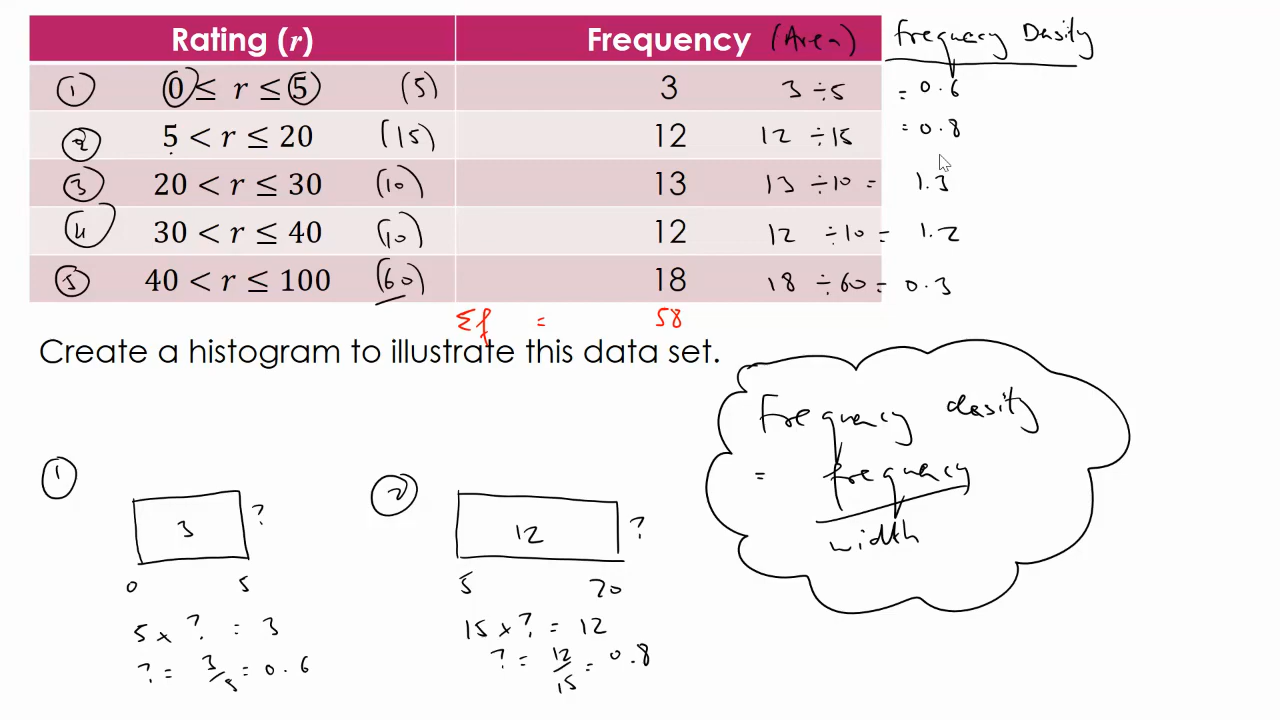 Rating (r) Frequency (Area) Frequency Dasity
① 0 ≤ r ≤ 5 (5) 3 3 ÷5 = 0.6
② 5 < r ≤ 20 (15) 12 12 ÷15 = 0.8
③ 20 < r ≤ 30 (10) 13 13 ÷10 = 1.3
④ 30 < r ≤ 40 (10) 12 12 ÷10 = 1.2
⑤ 40 < r ≤ 100 (60) 18 18 ÷60 = 0.3
Σf = 58
Create a histogram to illustrate this data set.
Frequency dasity
= frequency
width
①
3 ?
0 5
5 x ? = 3
? = 3/5 = 0.6
②
12 ?
5 20
15 x ? = 12
? = 12/15 = 0.8